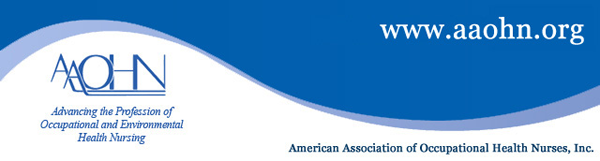 www.aaohn.org
AAOHN
Advancing the Profession of
Occupational and Environmental
Health Nursing
American Association of Occupational Health Nurses, Inc.